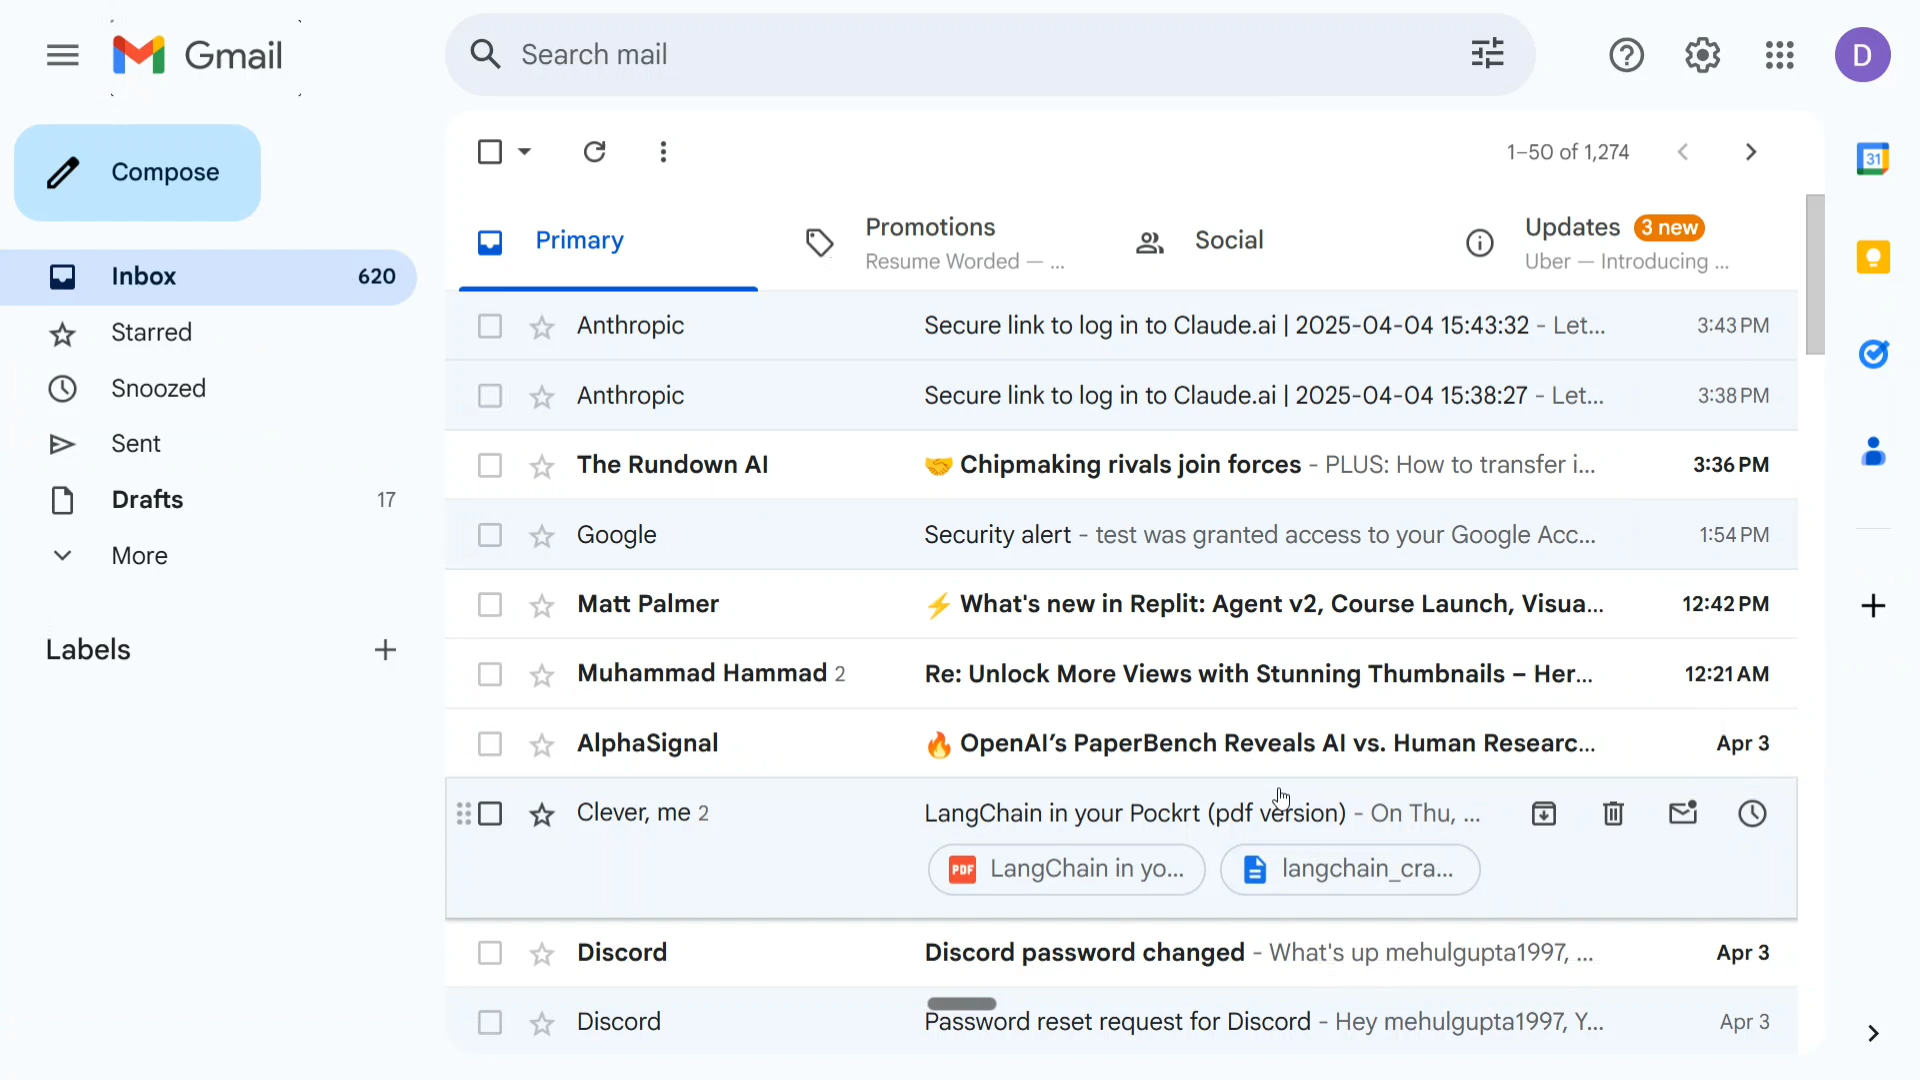 Gmail
Search mail
D
Compose
1–50 of 1,274
31
Primary
Promotions
Resume Worded — ...
Social
Updates 3 new
Uber — Introducing ...
Inbox 620
Starred
Snoozed
Sent
Drafts 17
More
Labels
Anthropic Secure link to log in to Claude.ai | 2025-04-04 15:43:32 - Let... 3:43 PM
Anthropic Secure link to log in to Claude.ai | 2025-04-04 15:38:27 - Let... 3:38 PM
The Rundown AI 🤝 Chipmaking rivals join forces - PLUS: How to transfer i... 3:36 PM
Google Security alert - test was granted access to your Google Acc... 1:54 PM
Matt Palmer ⚡ What's new in Replit: Agent v2, Course Launch, Visua... 12:42 PM
Muhammad Hammad 2 Re: Unlock More Views with Stunning Thumbnails – Her... 12:21 AM
AlphaSignal 🔥 OpenAI’s PaperBench Reveals AI vs. Human Researc... Apr 3
Clever, me 2 LangChain in your Pockrt (pdf version) - On Thu, ...
PDF LangChain in yo... langchain_cra...
Discord Discord password changed - What's up mehulgupta1997, ... Apr 3
Discord Password reset request for Discord - Hey mehulgupta1997, Y... Apr 3